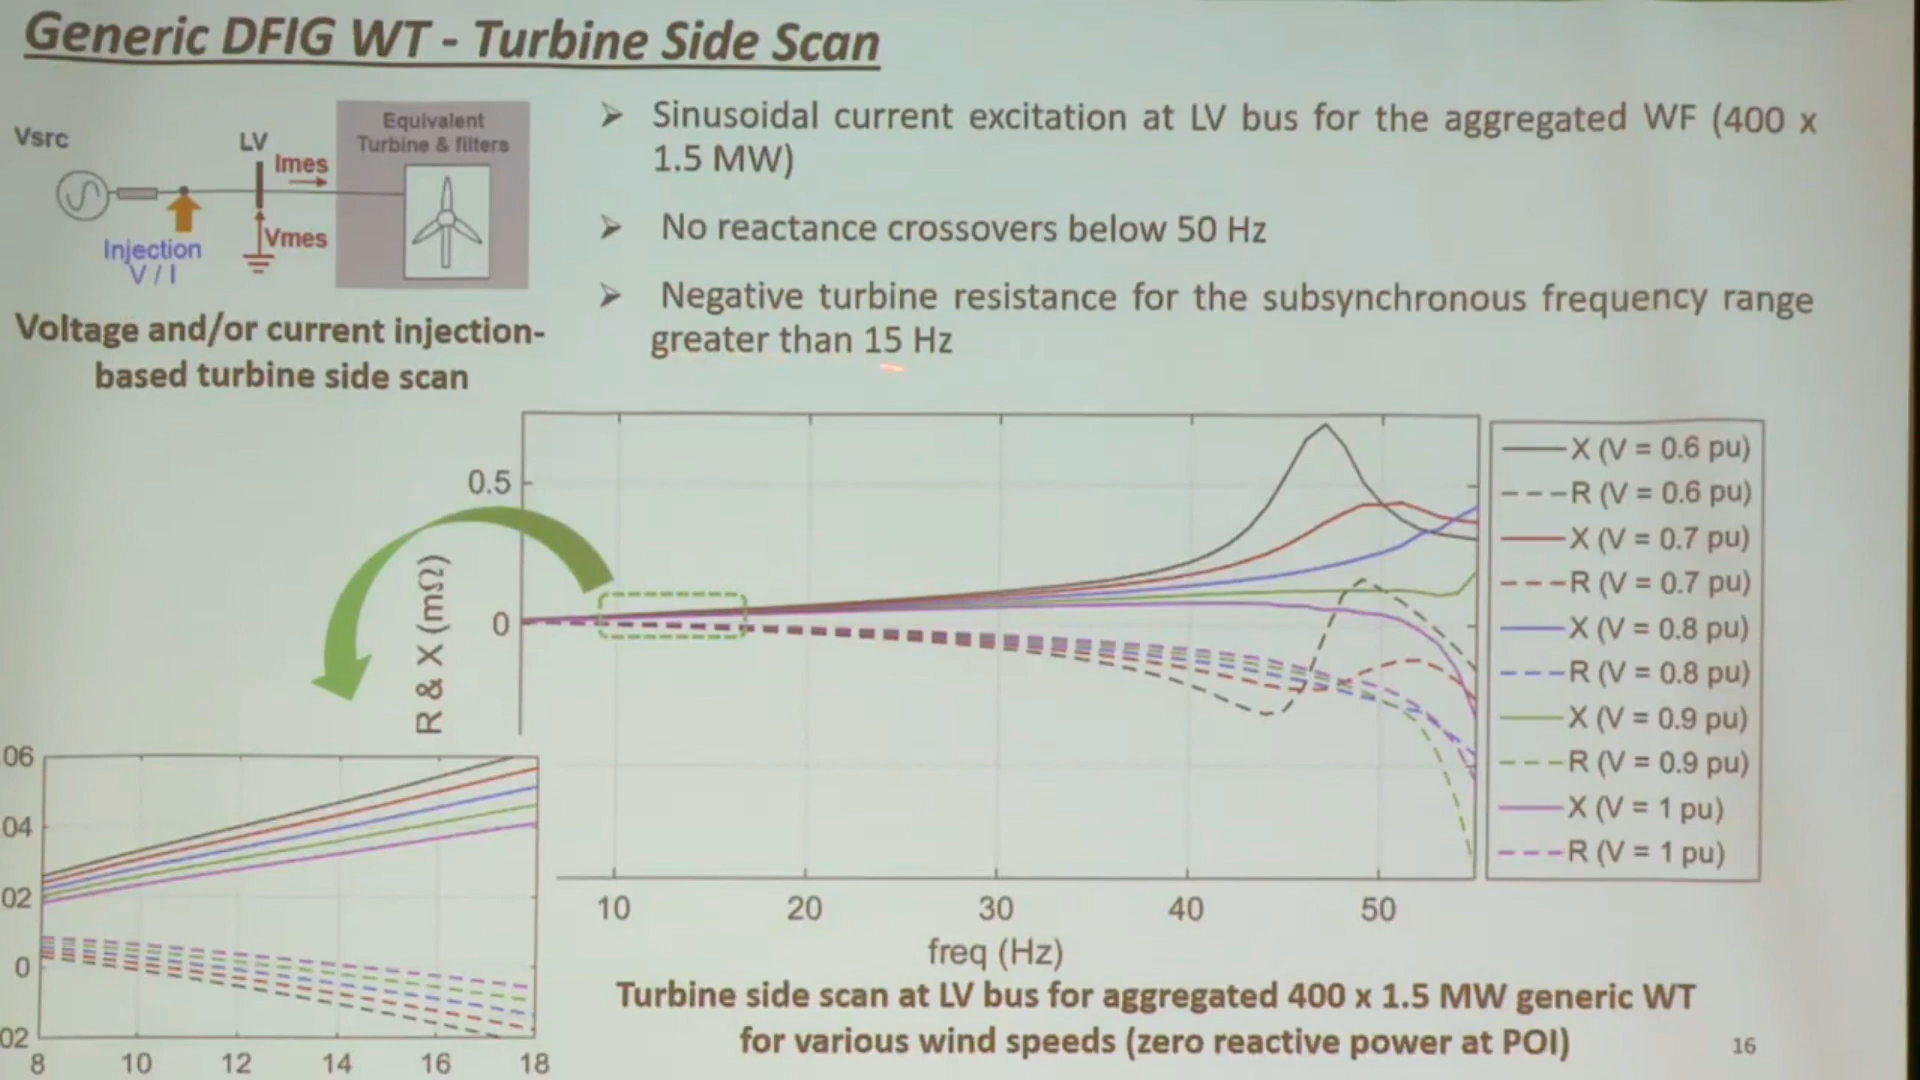 Generic DFIG WT - Turbine Side Scan
Vsrc
LV
Imes
Equivalent
Turbine & filters
Vmes
Injection
V / I
Voltage and/or current injection-
based turbine side scan
Sinusoidal current excitation at LV bus for the aggregated WF (400 x
1.5 MW)
No reactance crossovers below 50 Hz
Negative turbine resistance for the subsynchronous frequency range
greater than 15 Hz
0.5
0
R & X (mΩ)
10 20 30 40 50
freq (Hz)
X (V = 0.6 pu)
R (V = 0.6 pu)
X (V = 0.7 pu)
R (V = 0.7 pu)
X (V = 0.8 pu)
R (V = 0.8 pu)
X (V = 0.9 pu)
R (V = 0.9 pu)
X (V = 1 pu)
R (V = 1 pu)
06
04
02
0
02
8 10 12 14 16 18
Turbine side scan at LV bus for aggregated 400 x 1.5 MW generic WT
for various wind speeds (zero reactive power at POI)
16